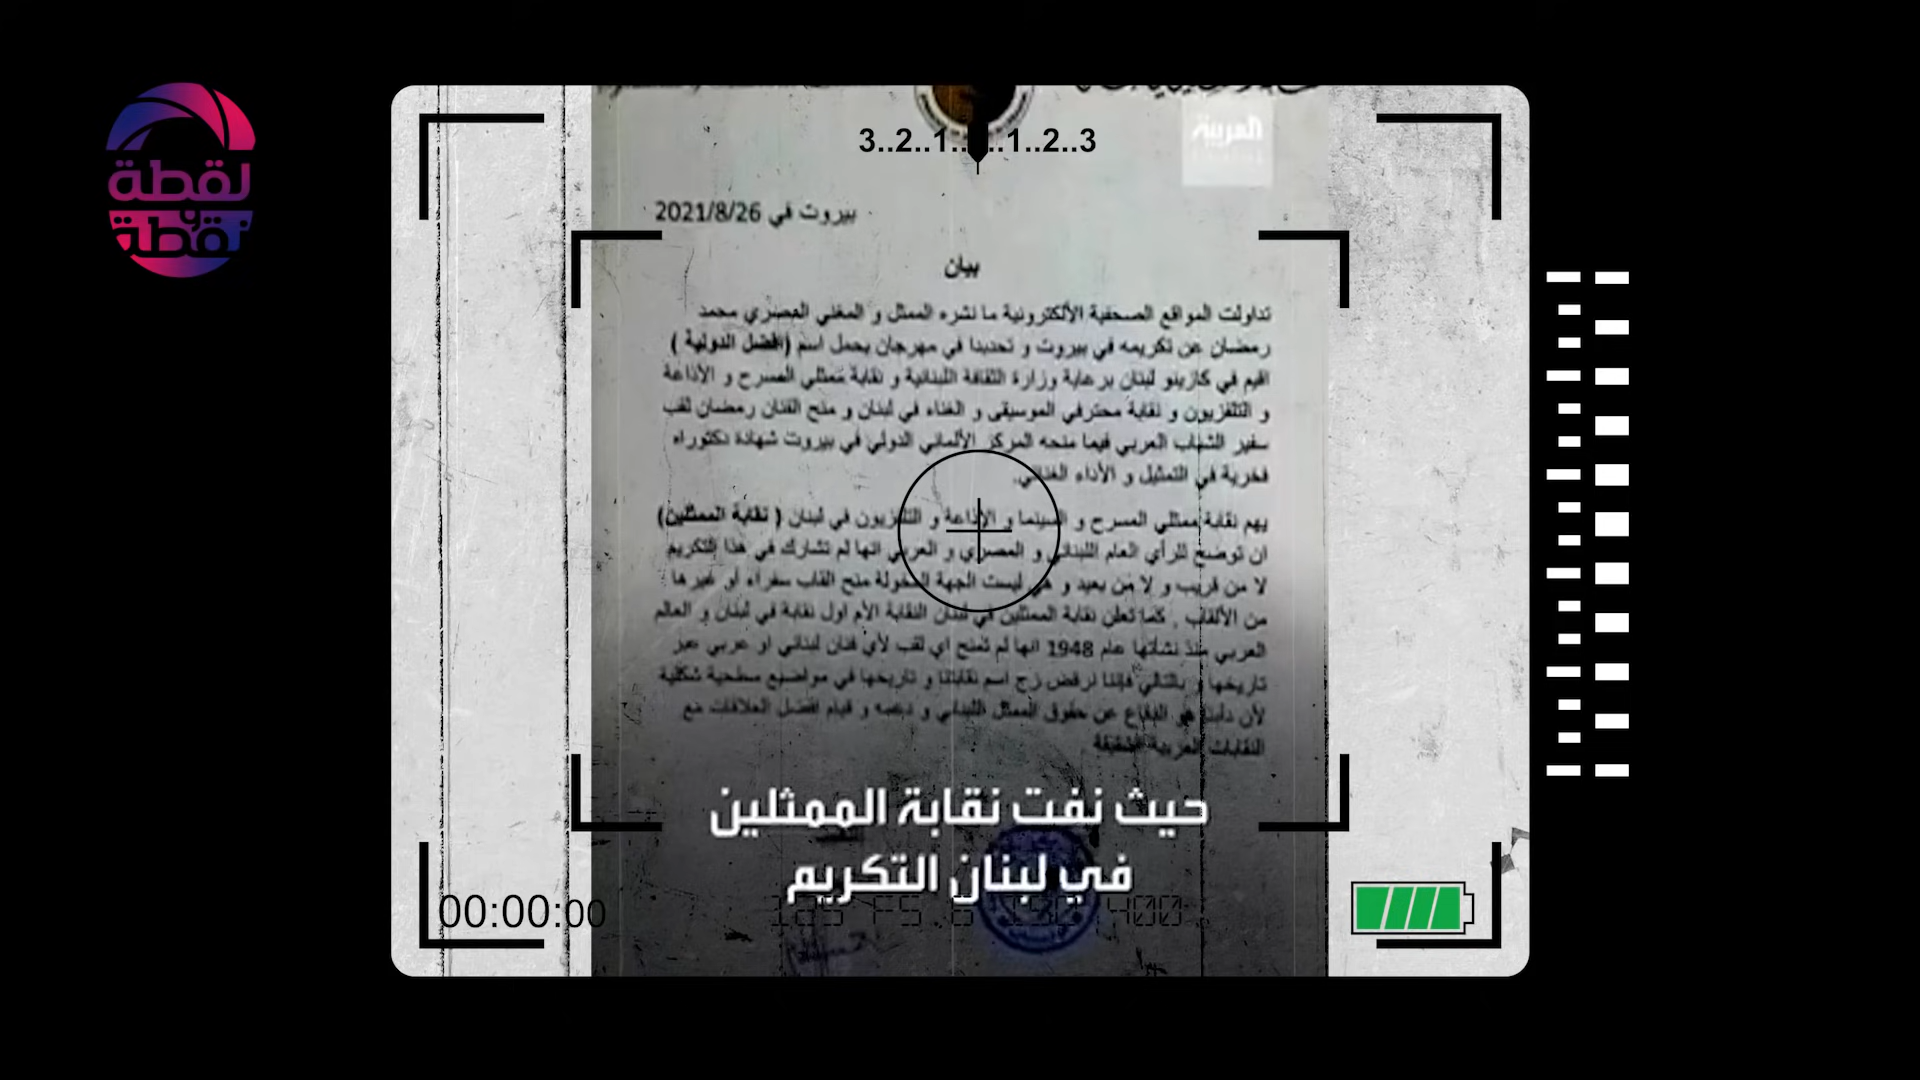 لقطة
و
نقطة
3..2..1.
..1..2..3
العربية
بيروت في 2021/8/26
بيان
تداولت المواقع الصحفية الألكترونية ما نشره الممثل و المغني المصري محمد
رمضان عن تكريمه في بيروت و تحديدا في مهرجان يحمل اسم (افضل الدولية )
اقيم في كازينو لبنان برعاية وزارة الثقافة اللبنانية و نقابة ممثلي المسرح و الأذاعة
و التلفزيون و نقابة محترفي الموسيقى و الغناء في لبنان و منح الفنان رمضان لقب
سفير الشباب العربي فيما منحه المركز الألماني الدولي في بيروت شهادة دكتوراه
فخرية في التمثيل و الأداء الغنائي.
يهم نقابة ممثلي المسرح و السينما و الإذاعة و التلفزيون في لبنان ( نقابة الممثلين)
ان توضح للرأي العام اللبناني و المصري و العربي انها لم تشارك في هذا التكريم
لا من قريب و لا من بعيد و هي ليست الجهة المخولة منح القاب سفراء او غيرها
من الألقاب , كما تعلن نقابة الممثلين في لبنان النقابة الأم اول نقابة في لبنان و العالم
العربي منذ نشأتها عام 1948 انها لم تمنح اي لقب لأي فنان لبناني او عربي عبر
تاريخها و بالتالي فإننا نرفض زج اسم نقابتنا و تاريخها في مواضيع سطحية شكلية
لأن دأبنا هو الدفاع عن حقوق الممثل اللبناني و دعمه و قيام افضل العلاقات مع
النقابات العربية الشقيقة
حيث نفت نقابة الممثلين
في لبنان التكريم
00:00:00